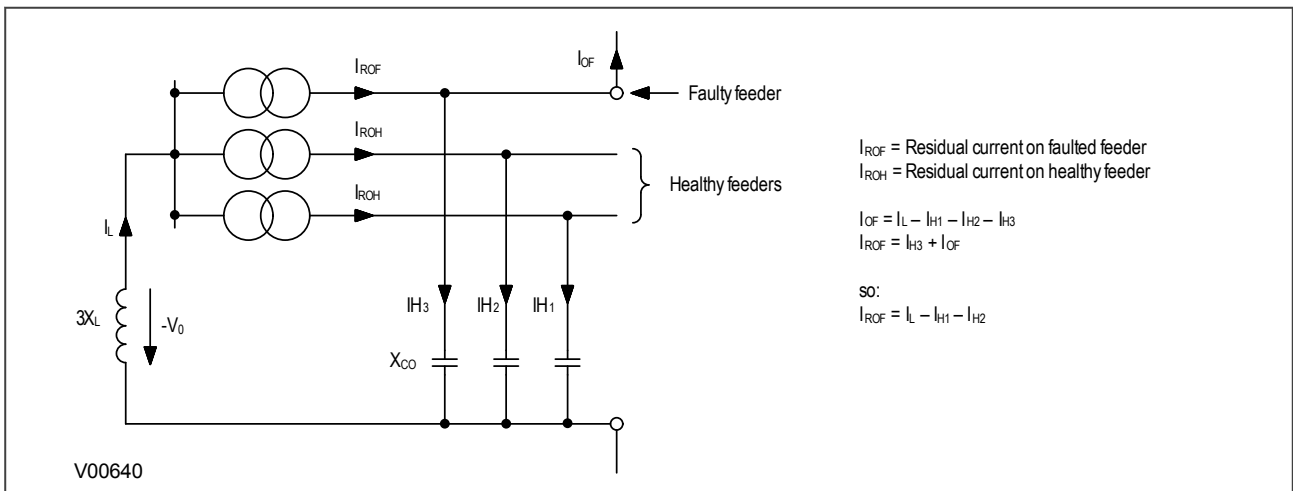 IROF
IOF
Faulty feeder
IROH
IROH
Healthy feeders
IL
3XL
-V0
IH3
IH2
IH1
XCO
IROF = Residual current on faulted feeder
IROH = Residual current on healthy feeder
IOF = IL – IH1 – IH2 – IH3
IROF = IH3 + IOF
so:
IROF = IL – IH1 – IH2
V00640